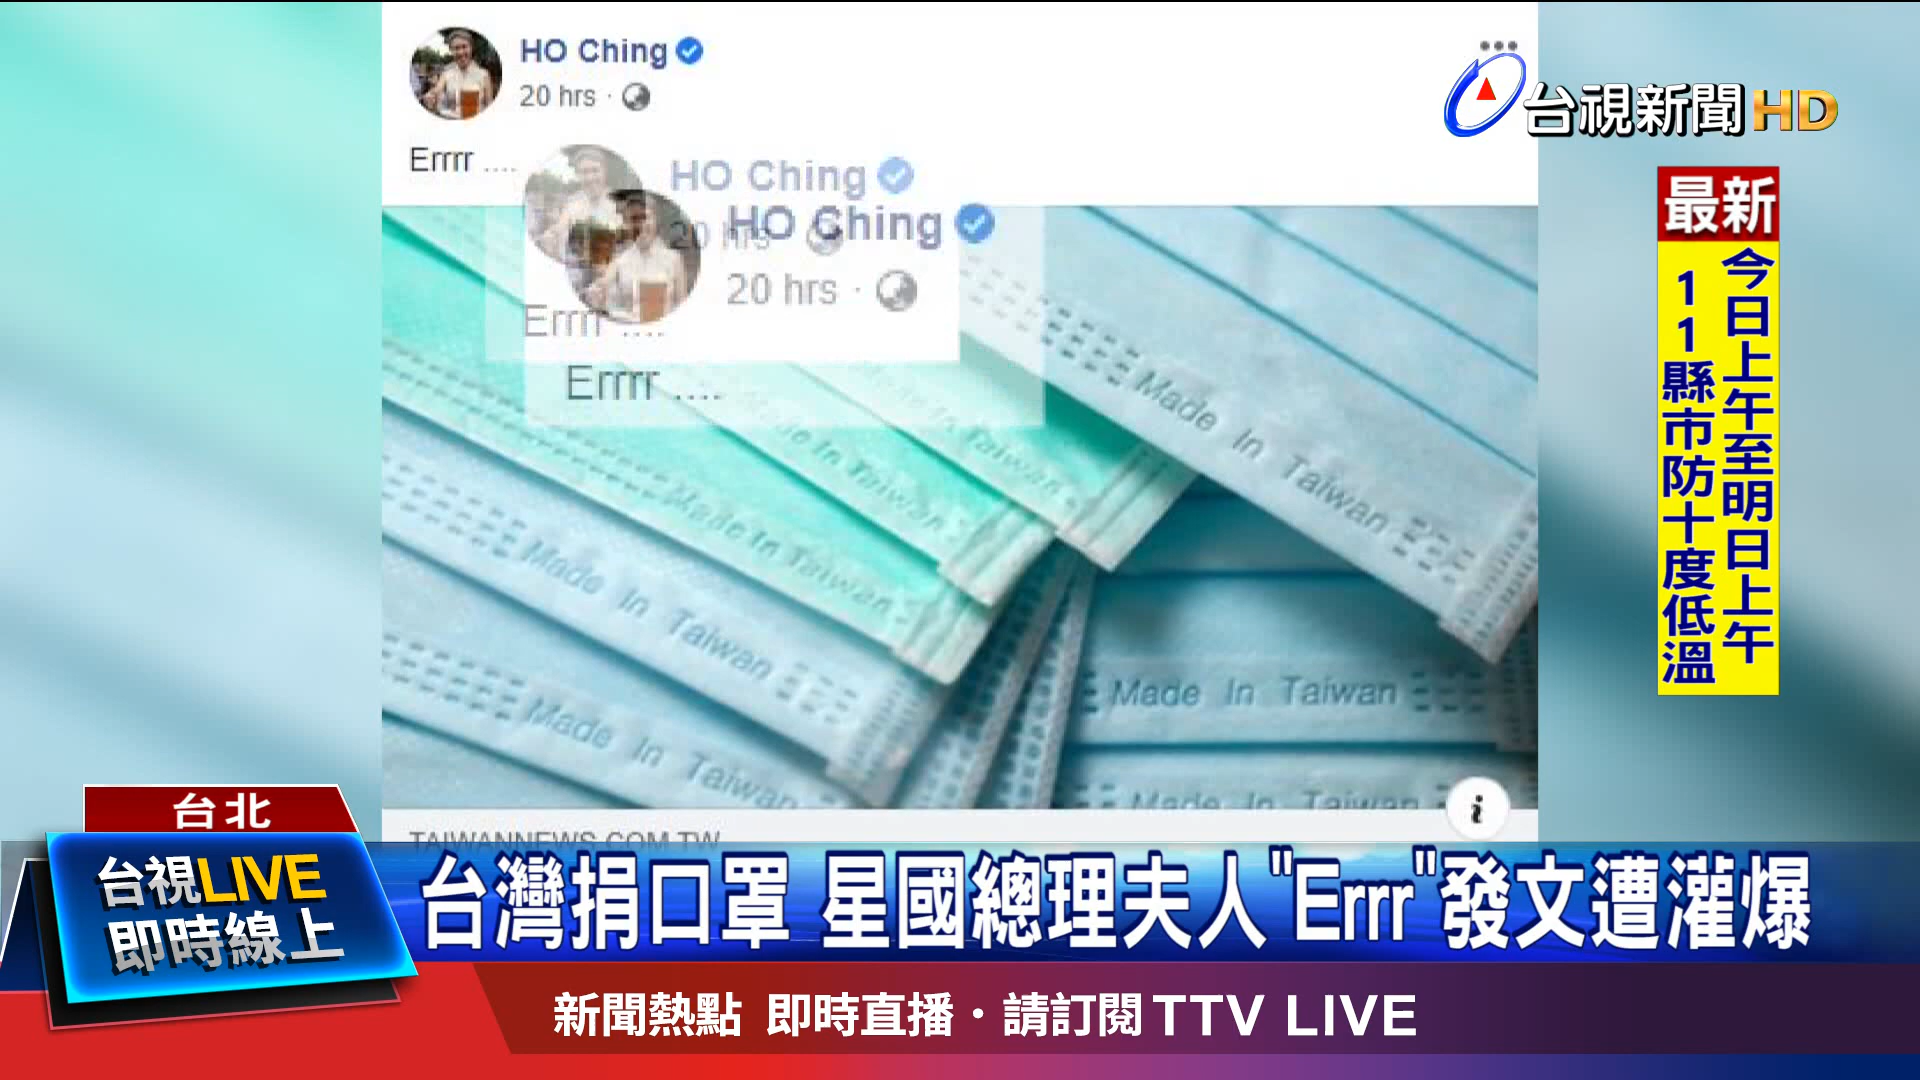 HO Ching
20 hrs ·
Errrr ....
HO Ching
20 hrs
Errrr ....
HO Ching
20 hrs ·
Errrr ....
台視新聞HD
最新
今日上午至明日上午
11縣市防十度低溫
Made In Taiwan
Made In Taiwan
Made In Taiwan
Made In Taiwan
Made In Taiwan
Made In Taiwan
Made In Taiwan
Made In Taiwan
TAIWANNEWS.COM.TW
台北
台視LIVE
即時線上
台灣捐口罩 星國總理夫人"Errr"發文遭灌爆
新聞熱點 即時直播·請訂閱TTV LIVE